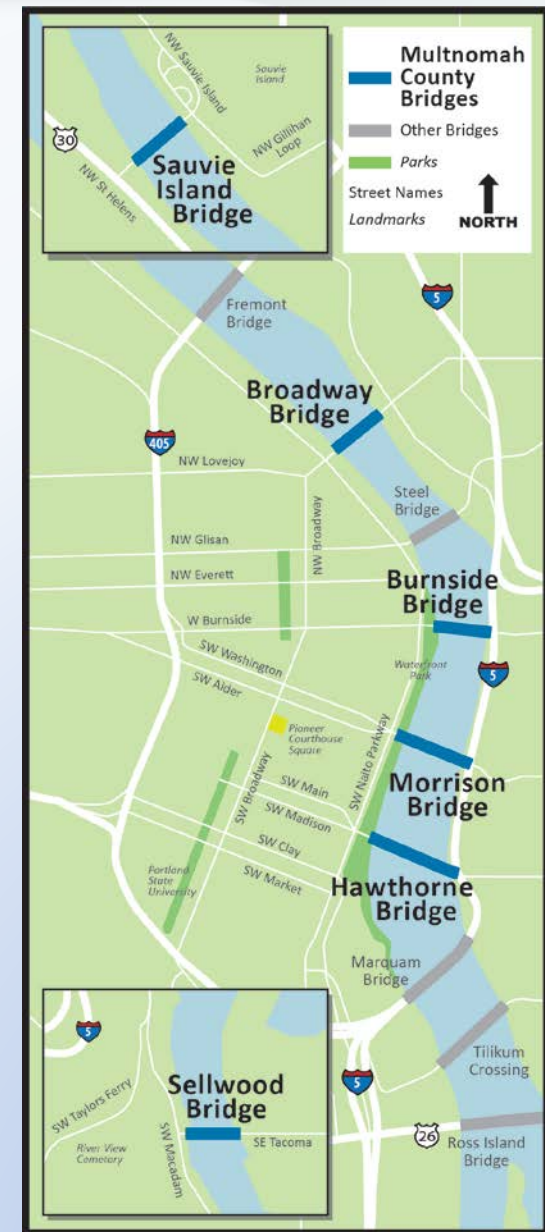 NW Sauvie Island
Sauvie
Island
30
NW Gillihan
Loop
NW St Helens
Sauvie
Island
Bridge
Multnomah
County
Bridges
Other Bridges
Parks
Street Names
Landmarks
NORTH
5
Fremont
Bridge
Broadway
Bridge
405
NW Lovejoy
NW Broadway
Steel
Bridge
NW Glisan
NW Everett
Burnside
Bridge
W Burnside
SW Washington
SW Alder
Waterfront
Park
5
Pioneer
Courthouse
Square
SW Naito Parkway
SW Broadway
Morrison
Bridge
SW Main
SW Madison
SW Clay
SW Market
Portland
State
University
Hawthorne
Bridge
Marquam
Bridge
Tilikum
Crossing
5
26
Ross Island
Bridge
5
Sellwood
Bridge
SW Taylors Ferry
River View
Cemetery
SW Macadam
SE Tacoma